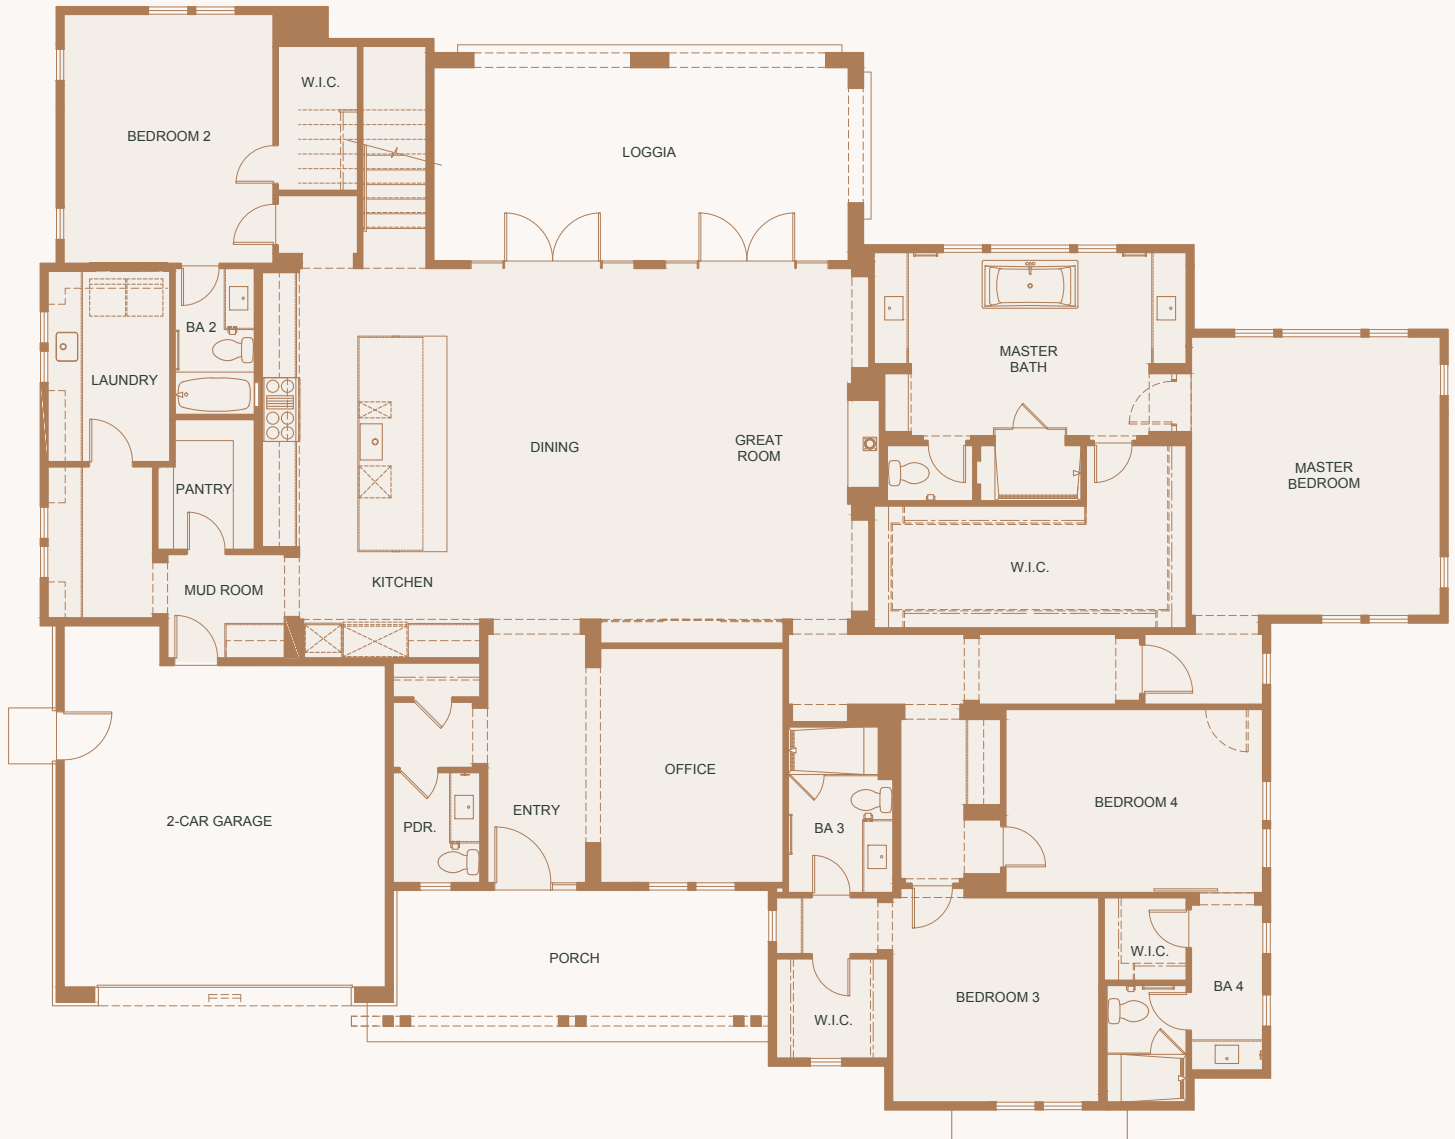 W.I.C.
BEDROOM 2
LOGGIA
BA 2
MASTER
BATH
LAUNDRY
DINING
GREAT
ROOM
MASTER
BEDROOM
PANTRY
W.I.C.
KITCHEN
MUD ROOM
OFFICE
BEDROOM 4
ENTRY
2-CAR GARAGE
PDR.
BA 3
W.I.C.
PORCH
BA 4
BEDROOM 3
W.I.C.